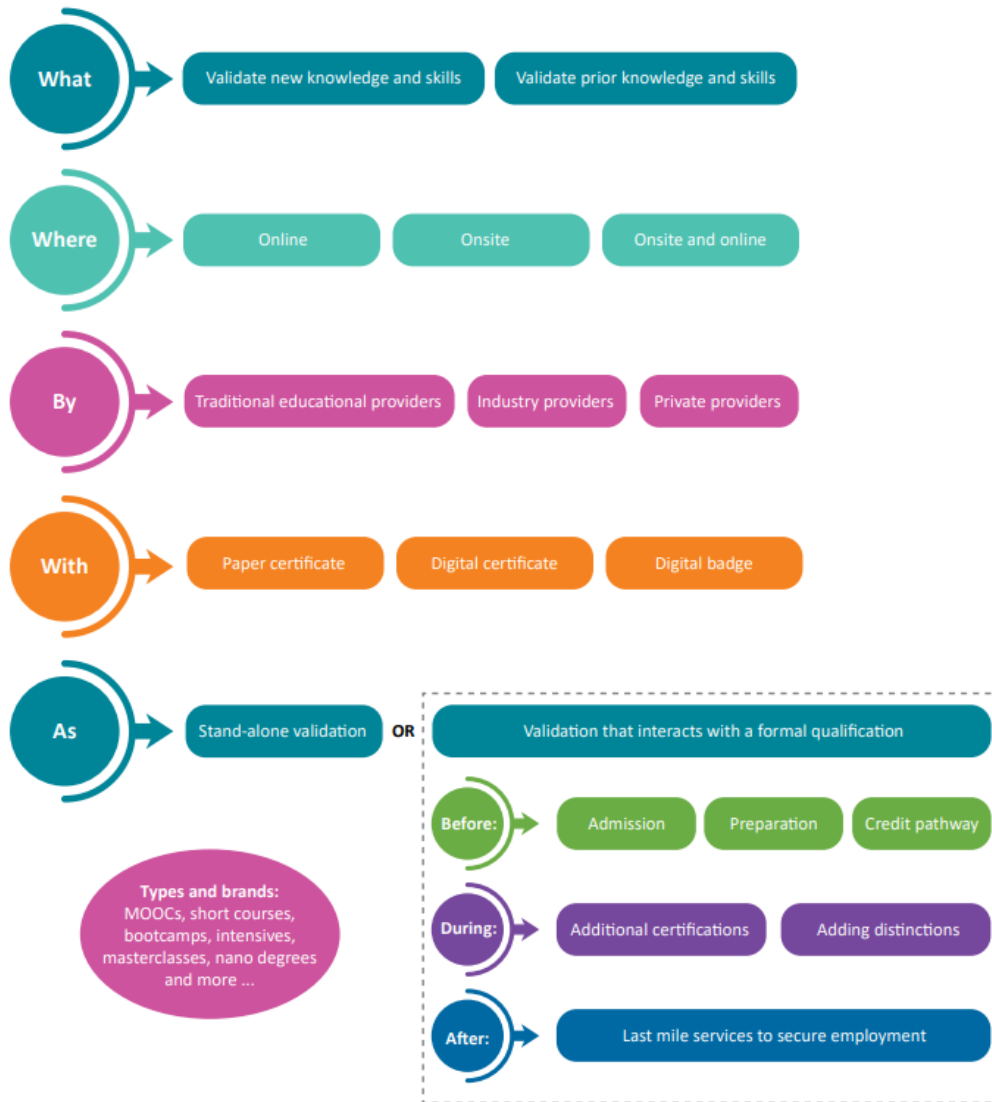 What
Validate new knowledge and skills
Validate prior knowledge and skills
Where
Online
Onsite
Onsite and online
By
Traditional educational providers
Industry providers
Private providers
With
Paper certificate
Digital certificate
Digital badge
As
Stand-alone validation
OR
Validation that interacts with a formal qualification
Before:
Admission
Preparation
Credit pathway
During:
Additional certifications
Adding distinctions
After:
Last mile services to secure employment
Types and brands:
MOOCs, short courses,
bootcamps, intensives,
masterclasses, nano degrees
and more ...